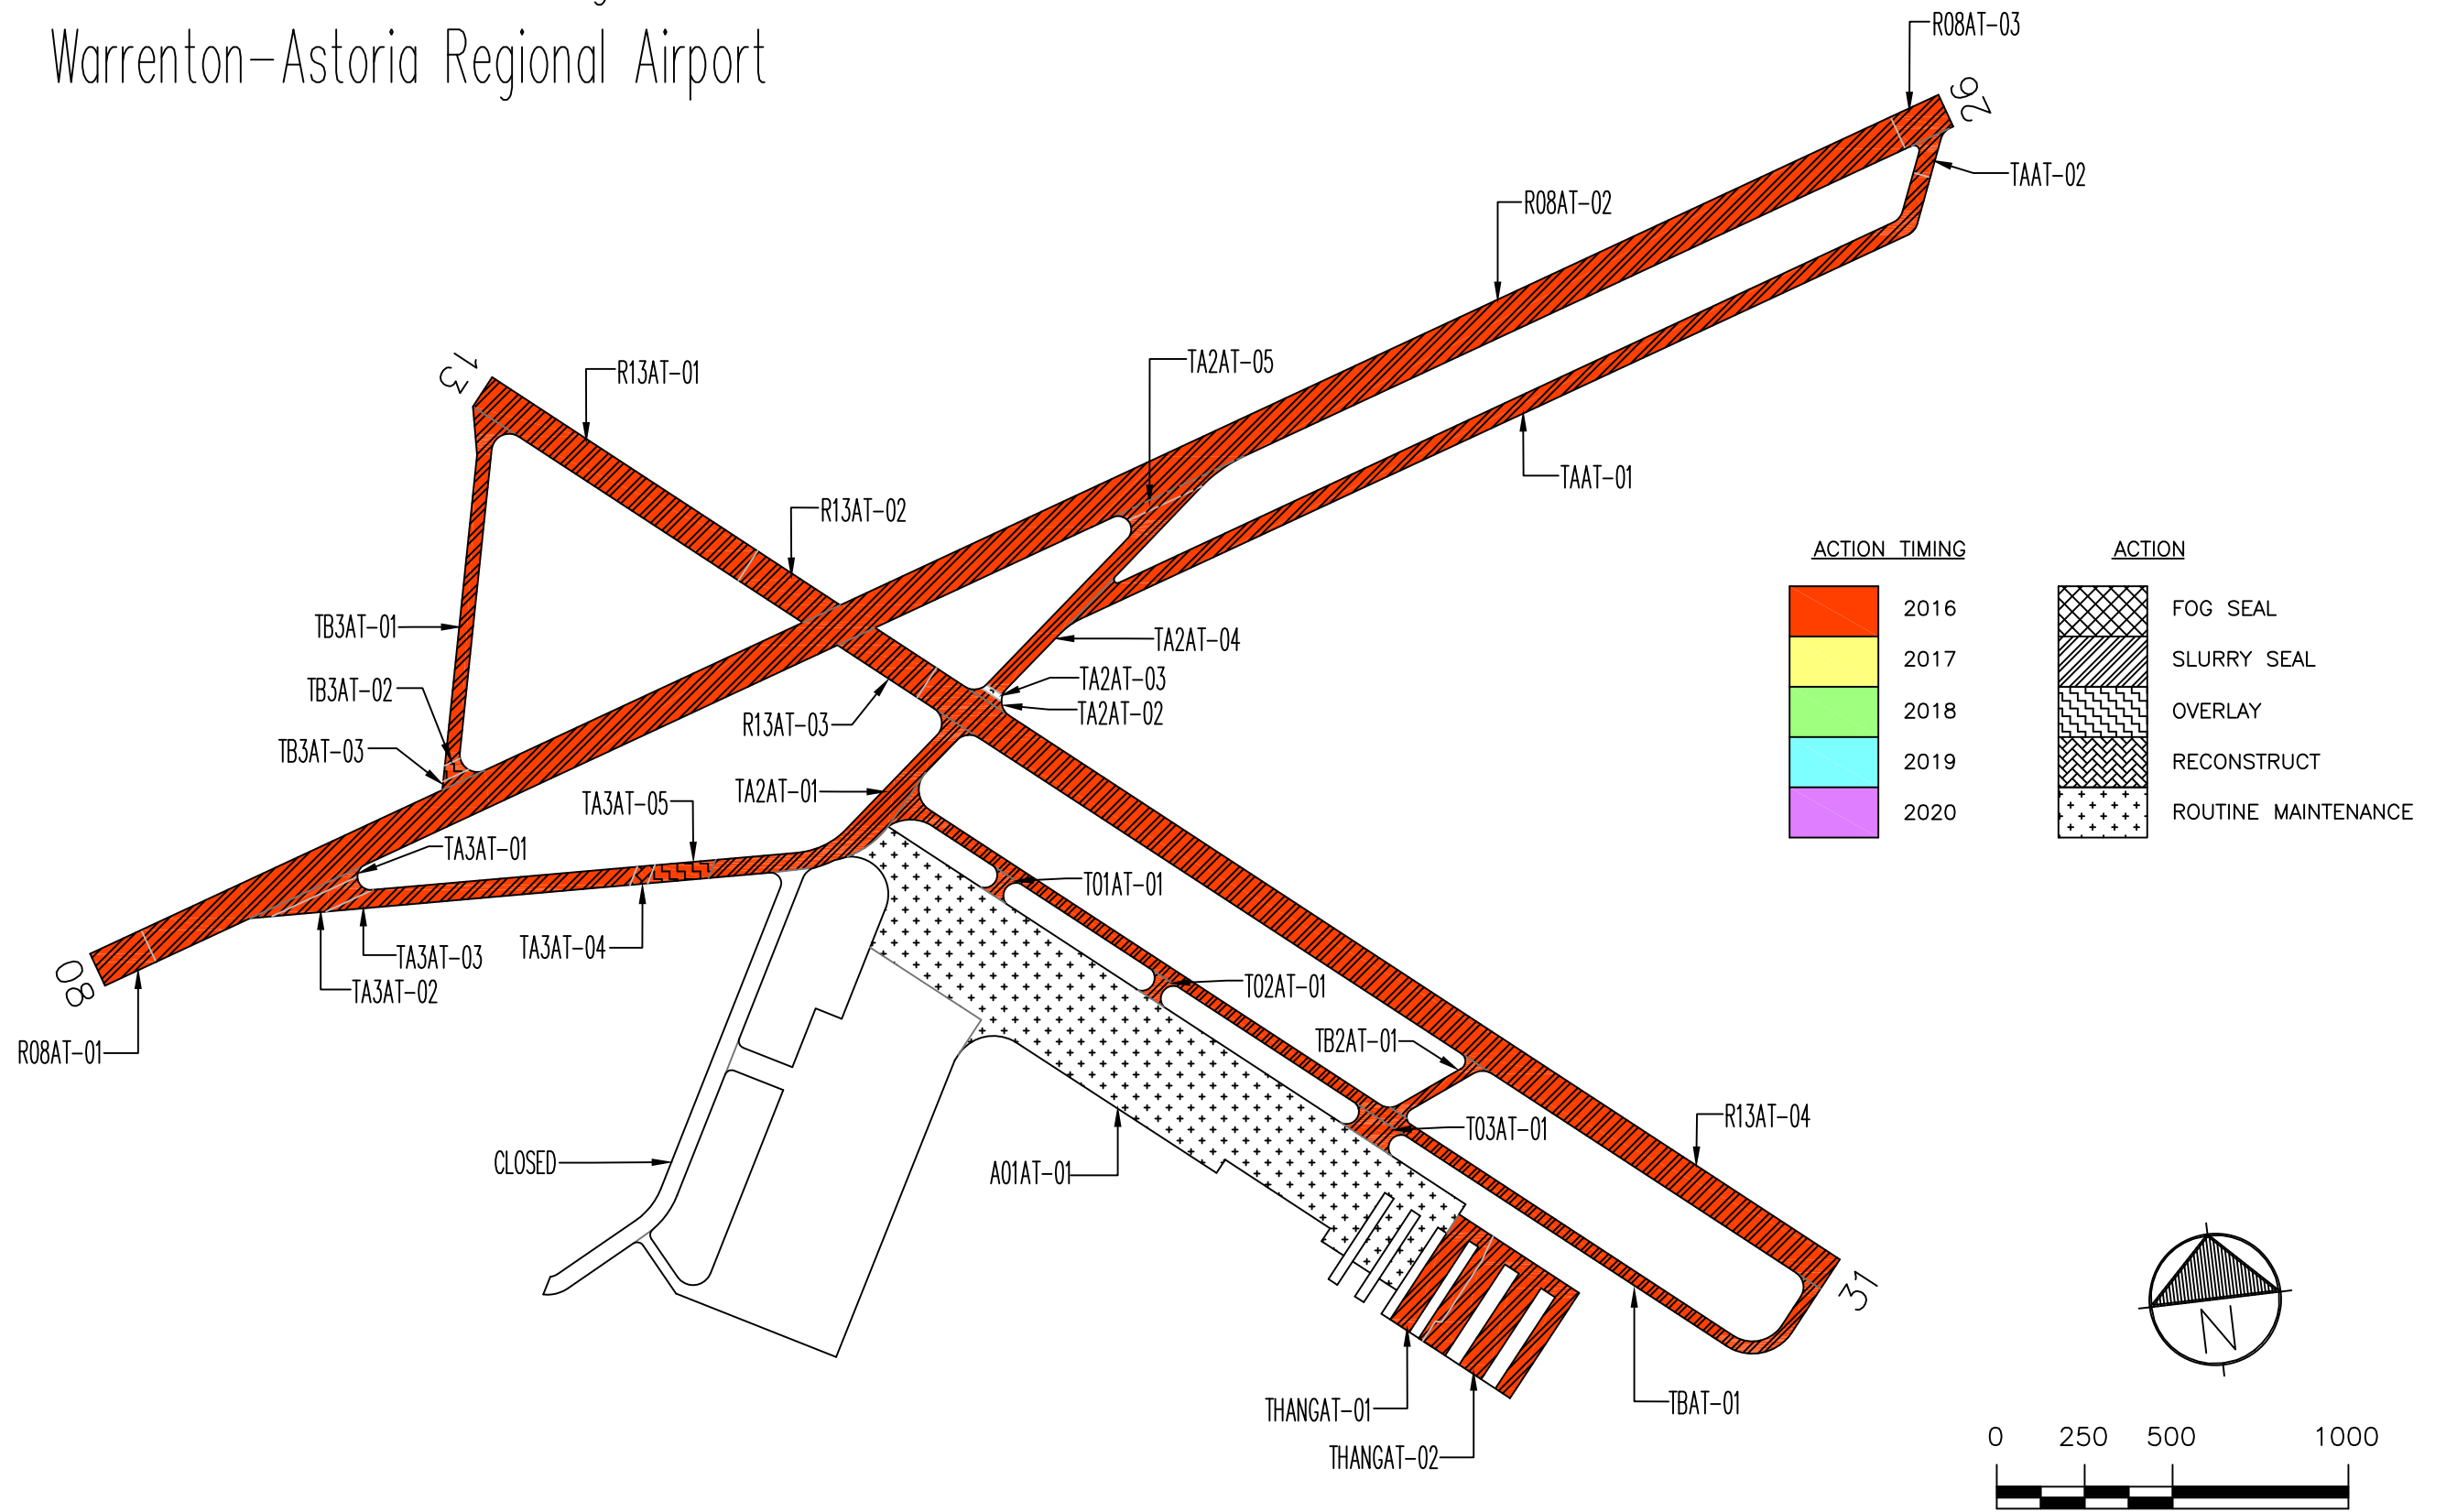 Warrenton-Astoria Regional Airport
R08AT-03
26
TAAT-02
R08AT-02
13
R13AT-01
TA2AT-05
TAAT-01
R13AT-02
ACTION TIMING
ACTION
2016
FOG SEAL
2017
SLURRY SEAL
2018
OVERLAY
2019
RECONSTRUCT
2020
ROUTINE MAINTENANCE
TB3AT-01
TA2AT-04
TB3AT-02
TA2AT-03
TA2AT-02
R13AT-03
TB3AT-03
TA2AT-01
TA3AT-05
TA3AT-01
T01AT-01
TA3AT-04
TA3AT-03
TA3AT-02
08
T02AT-01
R08AT-01
TB2AT-01
T03AT-01
R13AT-04
CLOSED
A01AT-01
31
N
THANGAT-01
TBAT-01
THANGAT-02
0 250 500 1000